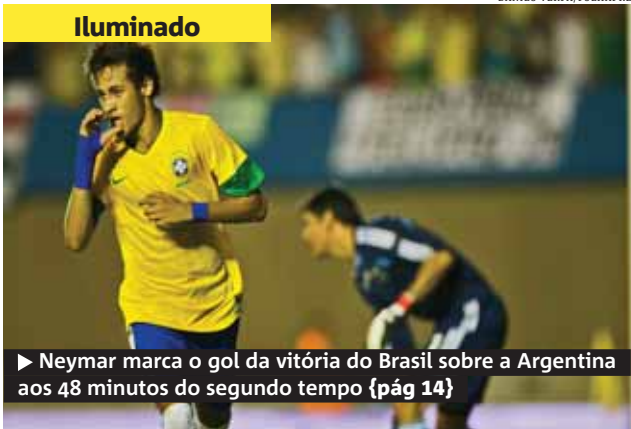 Iluminado
▶ Neymar marca o gol da vitória do Brasil sobre a Argentina
aos 48 minutos do segundo tempo {pág 14}